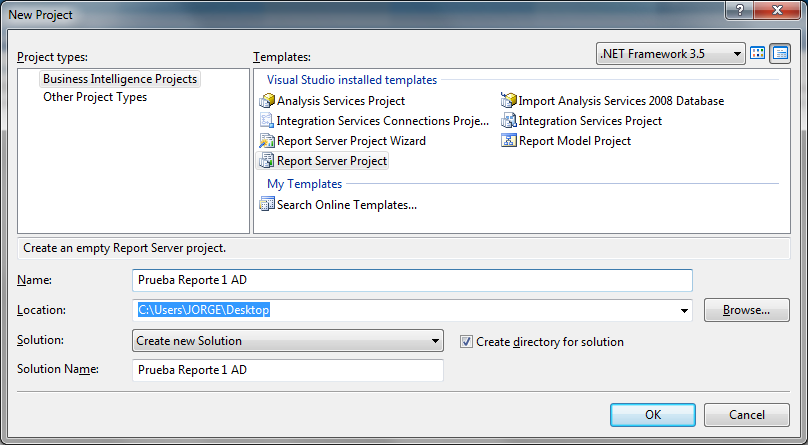 New Project
Project types:
Templates:
.NET Framework 3.5
Business Intelligence Projects
Other Project Types
Visual Studio installed templates
Analysis Services Project
Import Analysis Services 2008 Database
Integration Services Connections Proje...
Integration Services Project
Report Server Project Wizard
Report Model Project
Report Server Project
My Templates
Search Online Templates...
Create an empty Report Server project.
Name:
Prueba Reporte 1 AD
Location:
C:\Users\JORGE\Desktop
Browse...
Solution:
Create new Solution
Create directory for solution
Solution Name:
Prueba Reporte 1 AD
OK
Cancel